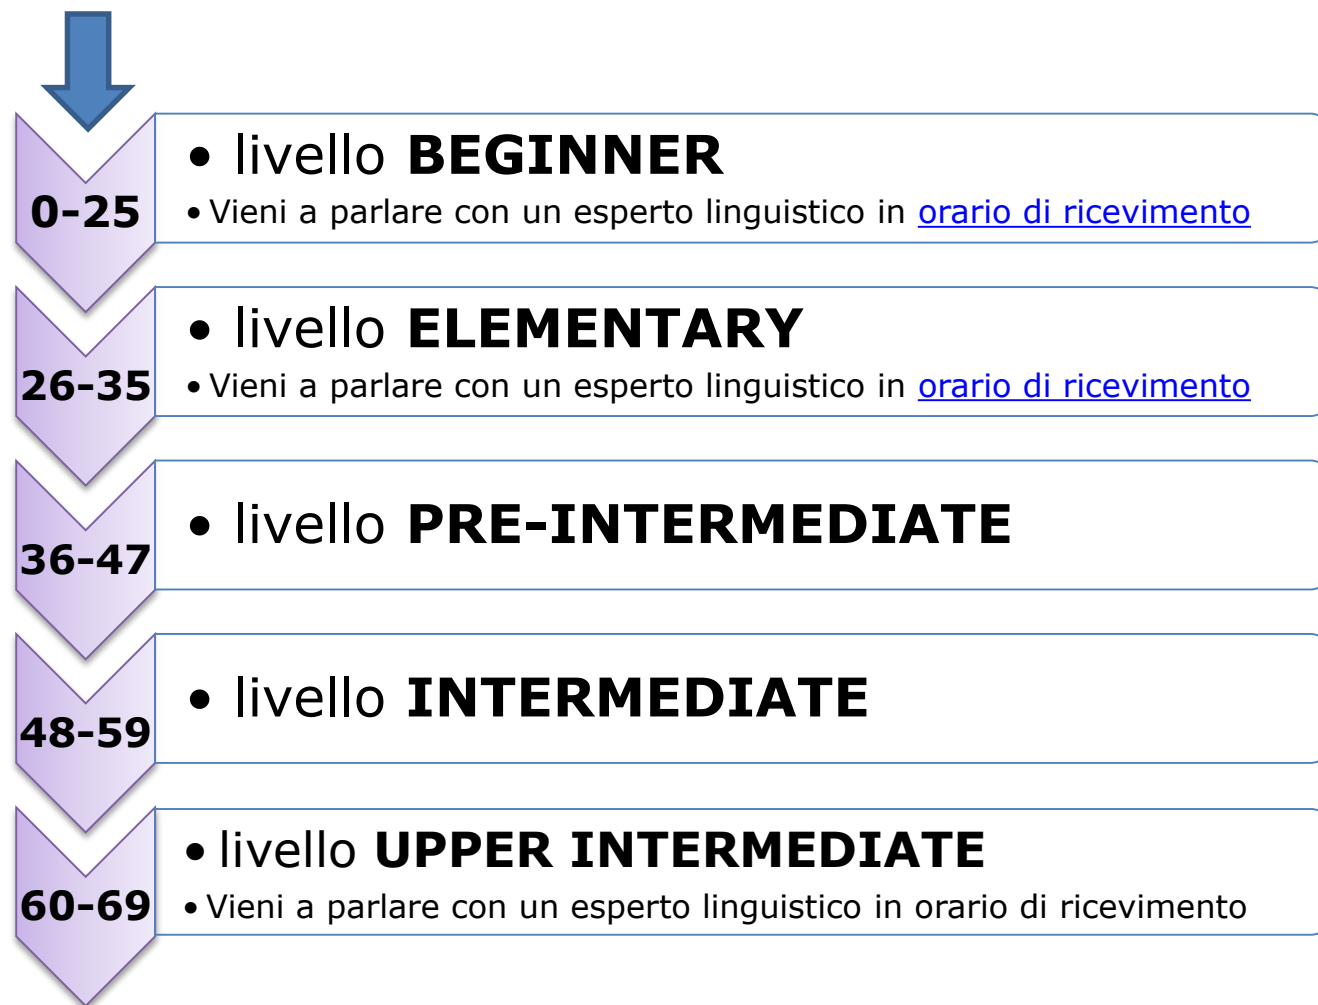 0-25
• livello BEGINNER
• Vieni a parlare con un esperto linguistico in orario di ricevimento
26-35
• livello ELEMENTARY
• Vieni a parlare con un esperto linguistico in orario di ricevimento
36-47
• livello PRE-INTERMEDIATE
48-59
• livello INTERMEDIATE
60-69
• livello UPPER INTERMEDIATE
• Vieni a parlare con un esperto linguistico in orario di ricevimento